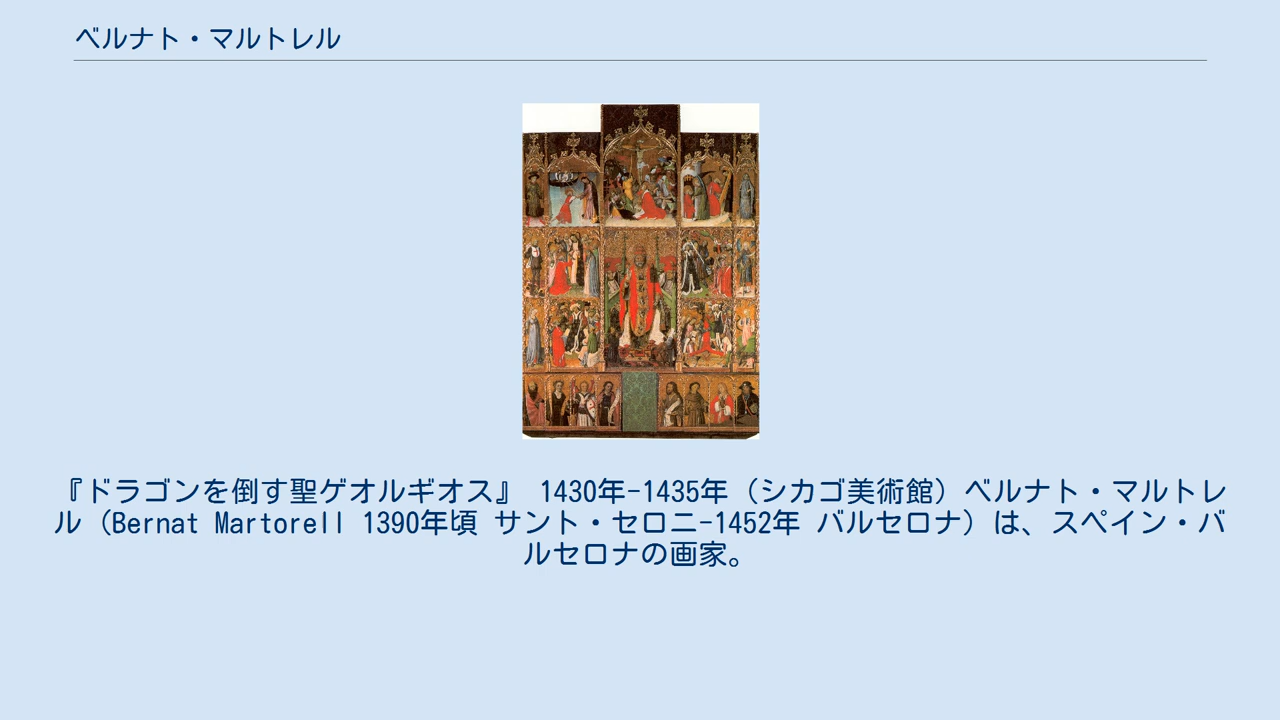 ベルナト・マルトレル
『ドラゴンを倒す聖ゲオルギオス』 1430年-1435年（シカゴ美術館）ベルナト・マルトレ
ル（Bernat Martorell 1390年頃 サント・セロニ-1452年 バルセロナ）は、スペイン・バ
ルセロナの画家。